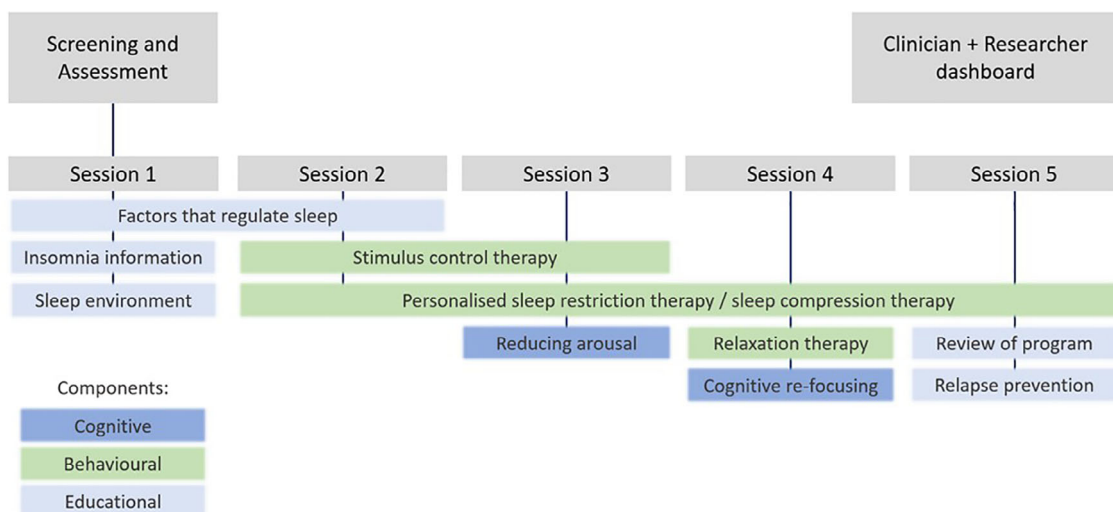 Screening and
Assessment
Clinician + Researcher
dashboard
Session 1
Session 2
Session 3
Session 4
Session 5
Factors that regulate sleep
Insomnia information
Stimulus control therapy
Sleep environment
Personalised sleep restriction therapy / sleep compression therapy
Reducing arousal
Relaxation therapy
Review of program
Cognitive re-focusing
Relapse prevention
Components:
Cognitive
Behavioural
Educational